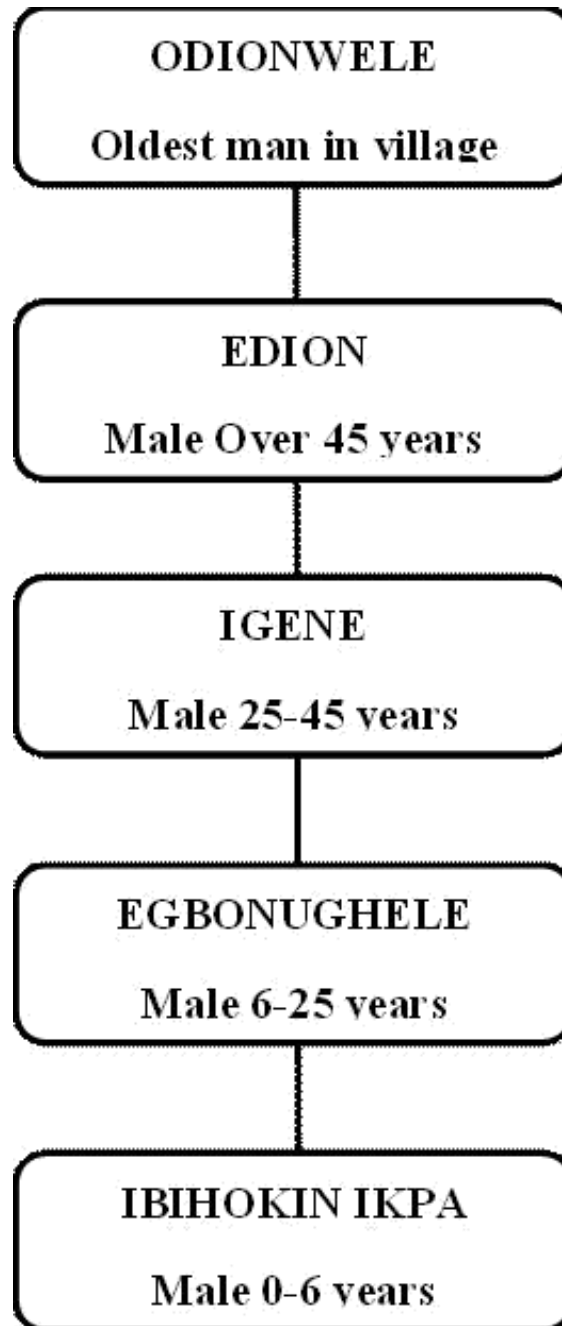 ODIONWELE
Oldest man in village
EDION
Male Over 45 years
IGENE
Male 25-45 years
EGBONUGHELE
Male 6-25 years
IBIHOKIN IKPA
Male 0-6 years